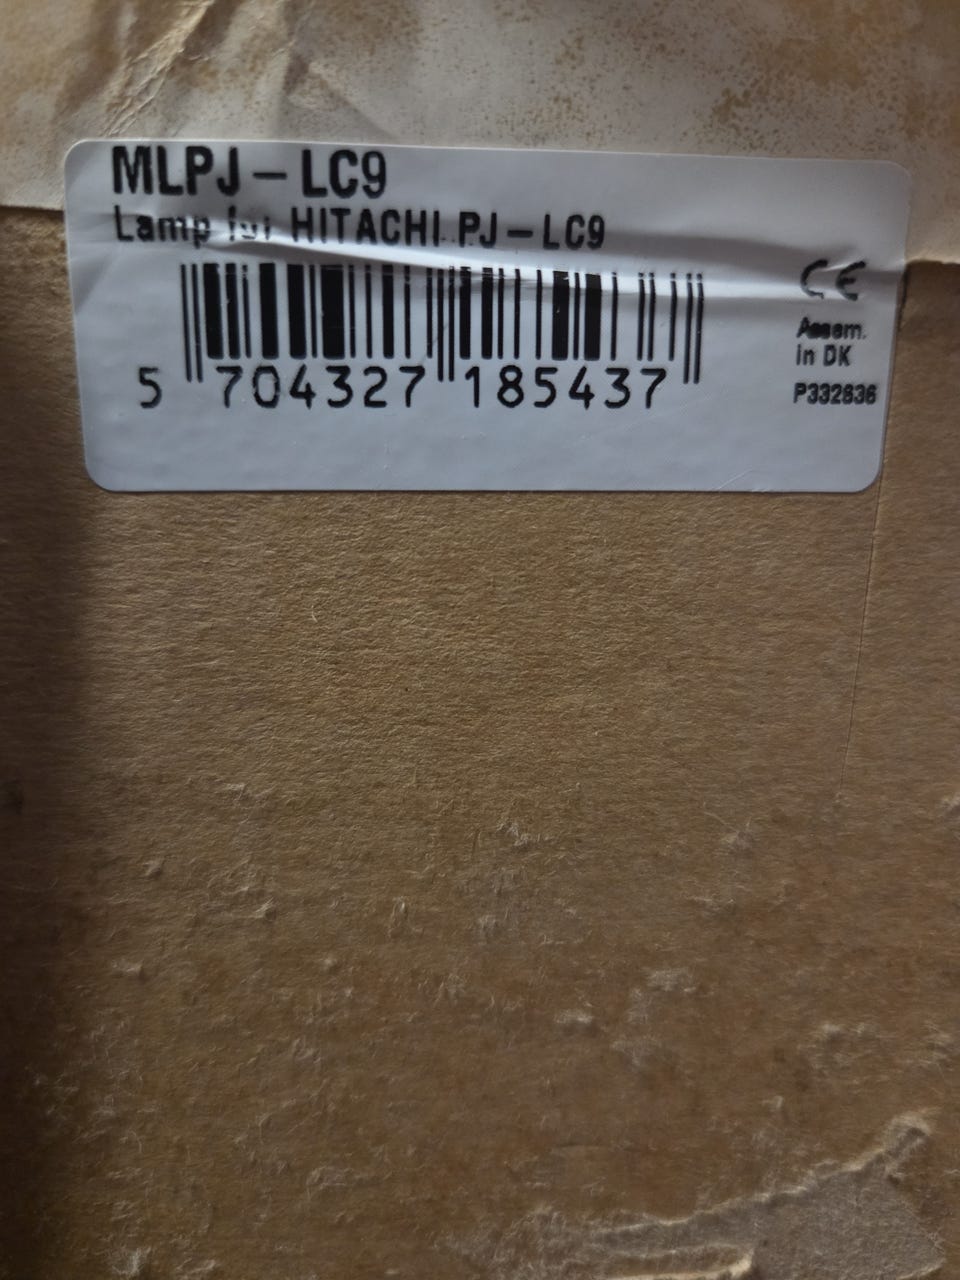 MLPJ-LC9
Lamp for HITACHI PJ-LC9
CE
Assem.
in DK
P332836
5 704327 185437